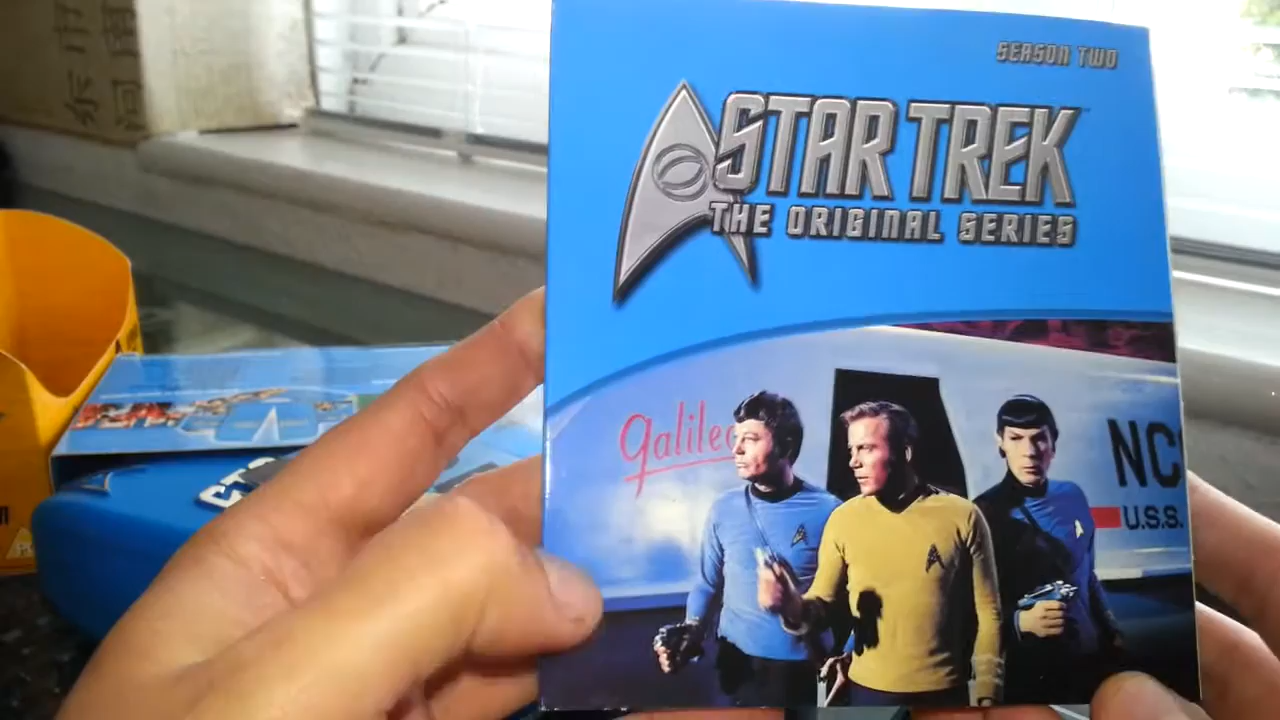 SEASON TWO
STAR TREK
THE ORIGINAL SERIES
Galileo
NC
U.S.S.